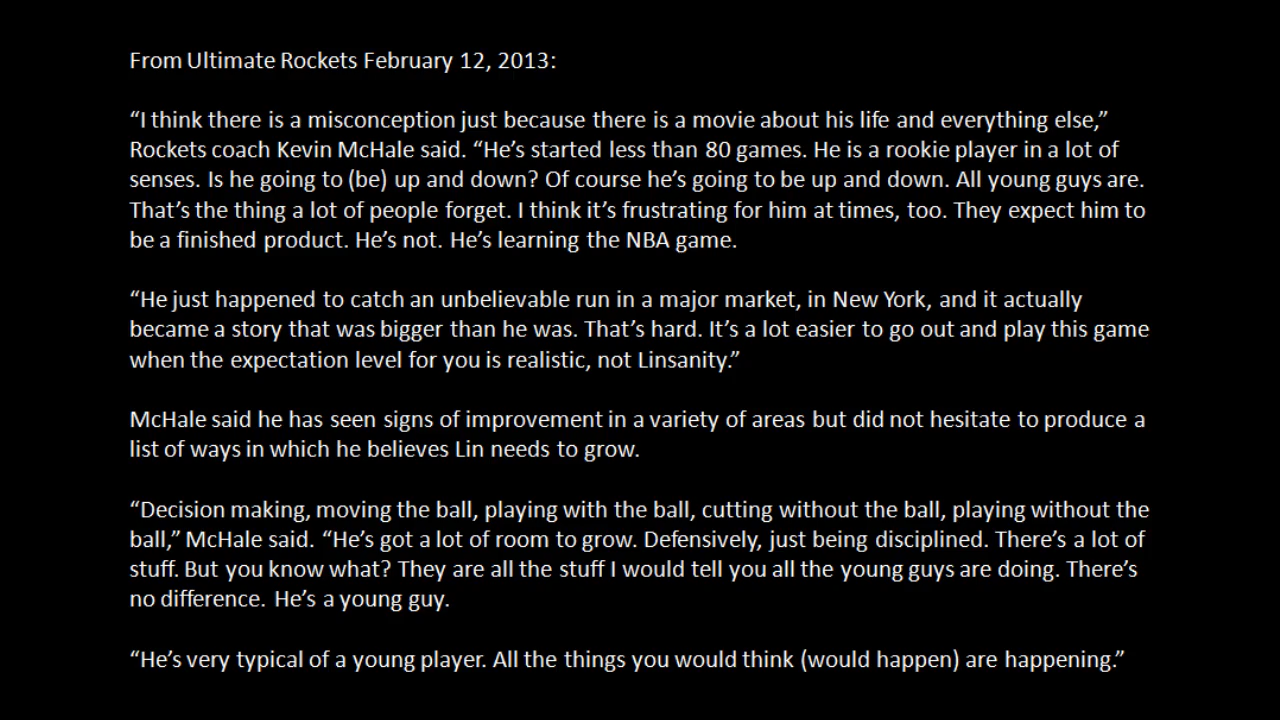 From Ultimate Rockets February 12, 2013:
“I think there is a misconception just because there is a movie about his life and everything else,”
Rockets coach Kevin McHale said. “He’s started less than 80 games. He is a rookie player in a lot of
senses. Is he going to (be) up and down? Of course he’s going to be up and down. All young guys are.
That’s the thing a lot of people forget. I think it’s frustrating for him at times, too. They expect him to
be a finished product. He’s not. He’s learning the NBA game.
“He just happened to catch an unbelievable run in a major market, in New York, and it actually
became a story that was bigger than he was. That’s hard. It’s a lot easier to go out and play this game
when the expectation level for you is realistic, not Linsanity.”
McHale said he has seen signs of improvement in a variety of areas but did not hesitate to produce a
list of ways in which he believes Lin needs to grow.
“Decision making, moving the ball, playing with the ball, cutting without the ball, playing without the
ball,” McHale said. “He’s got a lot of room to grow. Defensively, just being disciplined. There’s a lot of
stuff. But you know what? They are all the stuff I would tell you all the young guys are doing. There’s
no difference. He’s a young guy.
“He’s very typical of a young player. All the things you would think (would happen) are happening.”